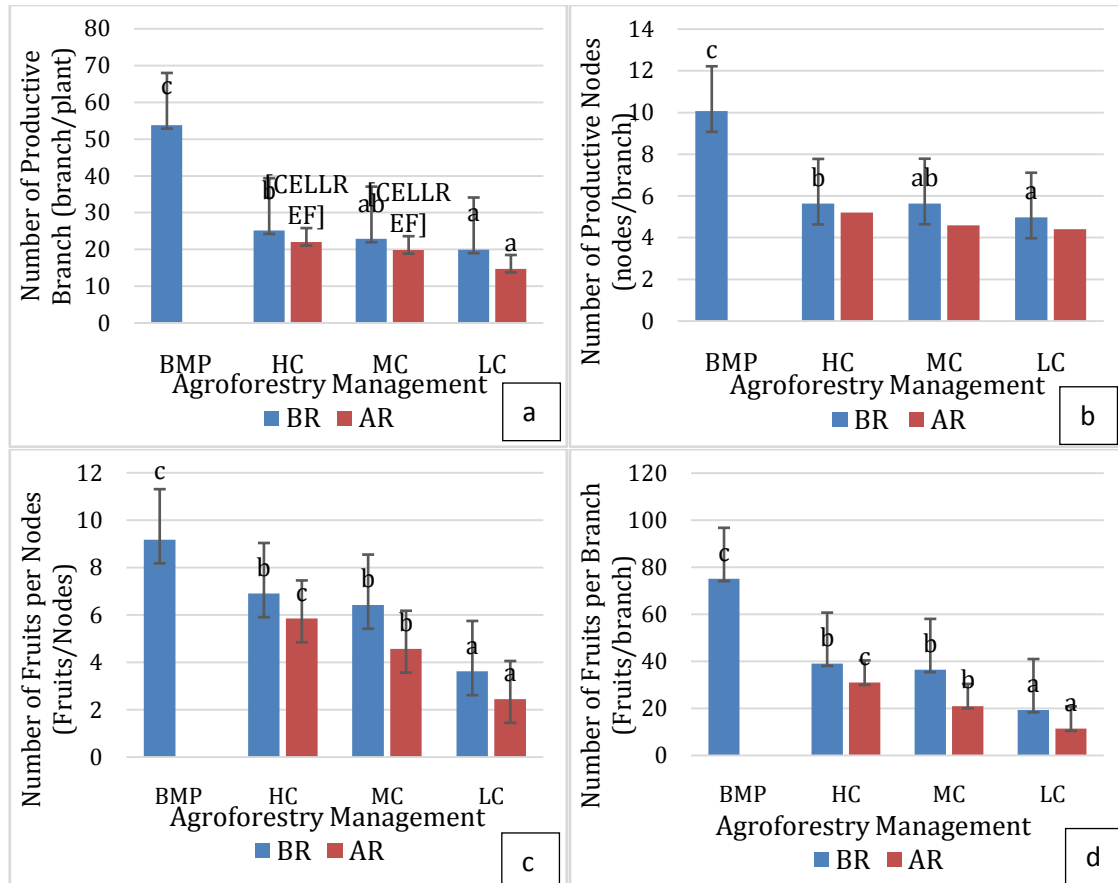 Number of Productive
Branch (branch/plant)
80
70
60
50
40
30
20
10
0
c
b
[CELLR
EF]
ab
[CELLR
EF]
a
a
BMP HC MC LC
Agroforestry Management
BR AR
a
Number of Productive Nodes
(nodes/branch)
14
12
10
8
6
4
2
0
c
b
ab
a
BMP HC MC LC
Agroforestry Management
BR AR
b
Number of Fruits per Nodes
(Fruits/Nodes)
12
10
8
6
4
2
0
c
b
c
b
b
a
a
BMP HC MC LC
Agroforestry Management
BR AR
c
Number of Fruits per Branch
(Fruits/branch)
120
100
80
60
40
20
0
c
b
c
b
b
a
a
BMP HC MC LC
Agroforestry Management
BR AR
d